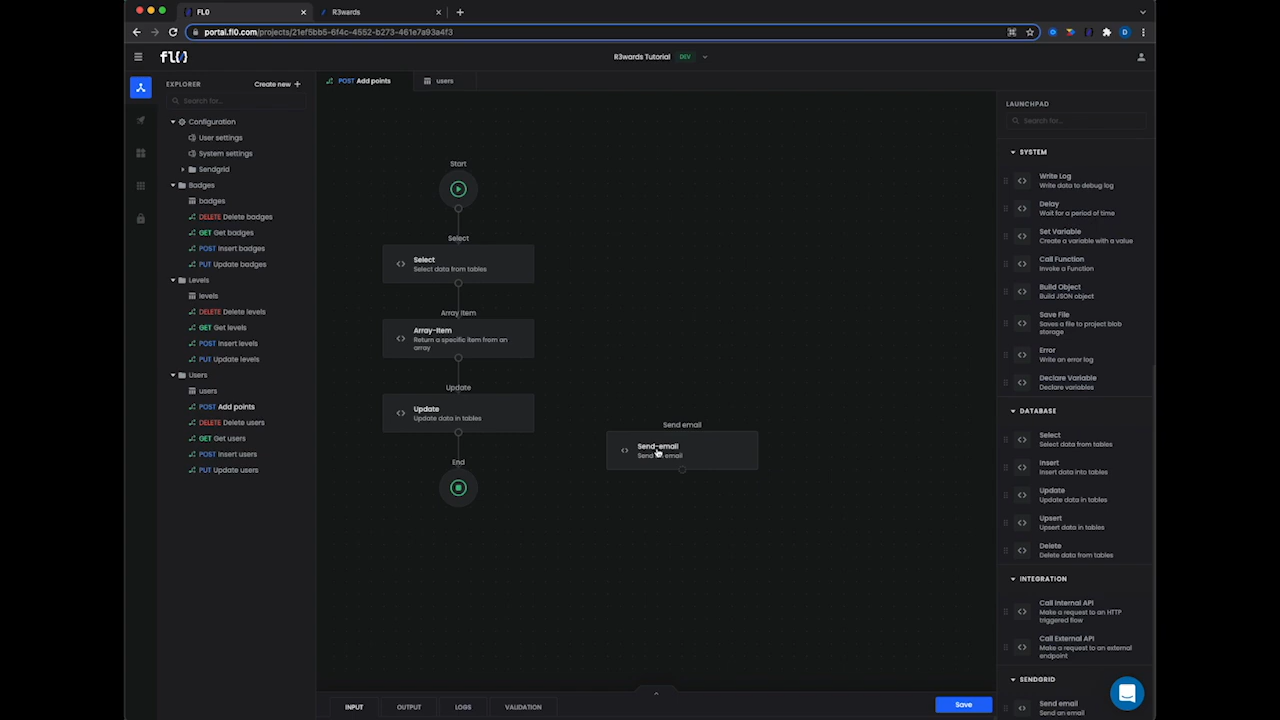 FL0
R3wards
portal.fl0.com/projects/21ef5bb5-6f4c-4552-b273-461e7a93a4f3
D
fl{}
R3wards Tutorial DEV
EXPLORER
Create new +
Search for...
Configuration
User settings
System settings
Sendgrid
Badges
badges
DELETE Delete badges
GET Get badges
POST Insert badges
PUT Update badges
Levels
levels
DELETE Delete levels
GET Get levels
POST Insert levels
PUT Update levels
Users
users
POST Add points
DELETE Delete users
GET Get users
POST Insert users
PUT Update users
POST Add points
users
Start
Select
Select
Select data from tables
Array Item
Array-Item
Return a specific item from an
array
Update
Update
Update data in tables
End
Send email
Send-email
Send an email
INPUT
OUTPUT
LOGS
VALIDATION
Save
LAUNCHPAD
Search for...
SYSTEM
Write Log
Write data to debug log
Delay
Wait for a period of time
Set Variable
Create a variable with a value
Call Function
Invoke a Function
Build Object
Build JSON object
Save File
Saves a file to project blob
storage
Error
Write an error log
Declare Variable
Declare variables
DATABASE
Select
Select data from tables
Insert
Insert data into tables
Update
Update data in tables
Upsert
Upsert data in tables
Delete
Delete data from tables
INTEGRATION
Call Internal API
Make a request to an HTTP
triggered flow
Call External API
Make a request to an external
endpoint
SENDGRID
Send email
Send an email